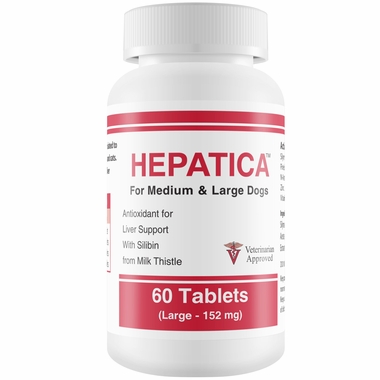 HEPATICA™
For Medium & Large Dogs
Antioxidant for
Liver Support
With Silibin
from Milk Thistle
Veterinarian
Approved
60 Tablets
(Large - 152 mg)